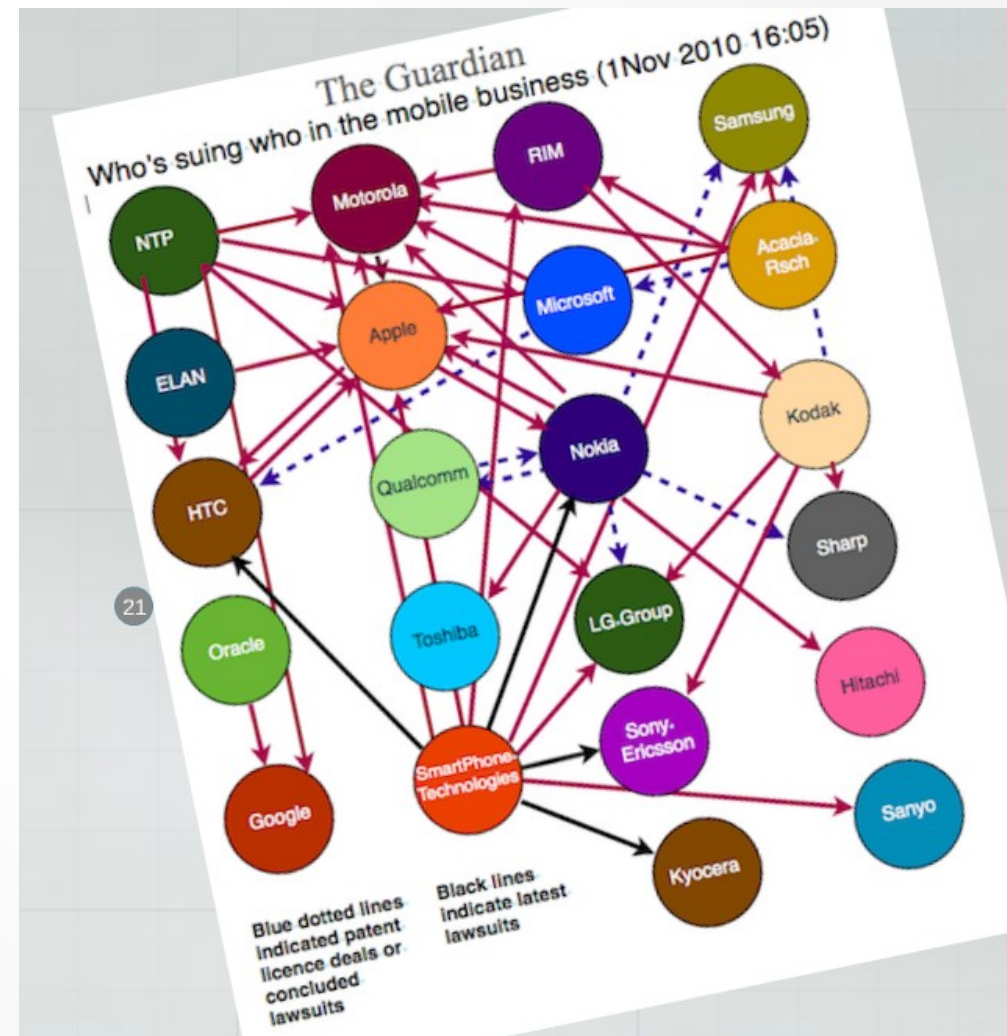 The Guardian
Who's suing who in the mobile business (1Nov 2010 16:05)
Samsung
RIM
Motorola
NTP
Acacia-
Rsch
Microsoft
Apple
ELAN
Kodak
Nokia
Qualcomm
HTC
Sharp
21
LG-Group
Toshiba
Oracle
Hitachi
Sony-
Ericsson
SmartPhone-
Technologies
Google
Sanyo
Kyocera
Blue dotted lines
indicated patent
licence deals or
concluded
lawsuits
Black lines
indicate latest
lawsuits